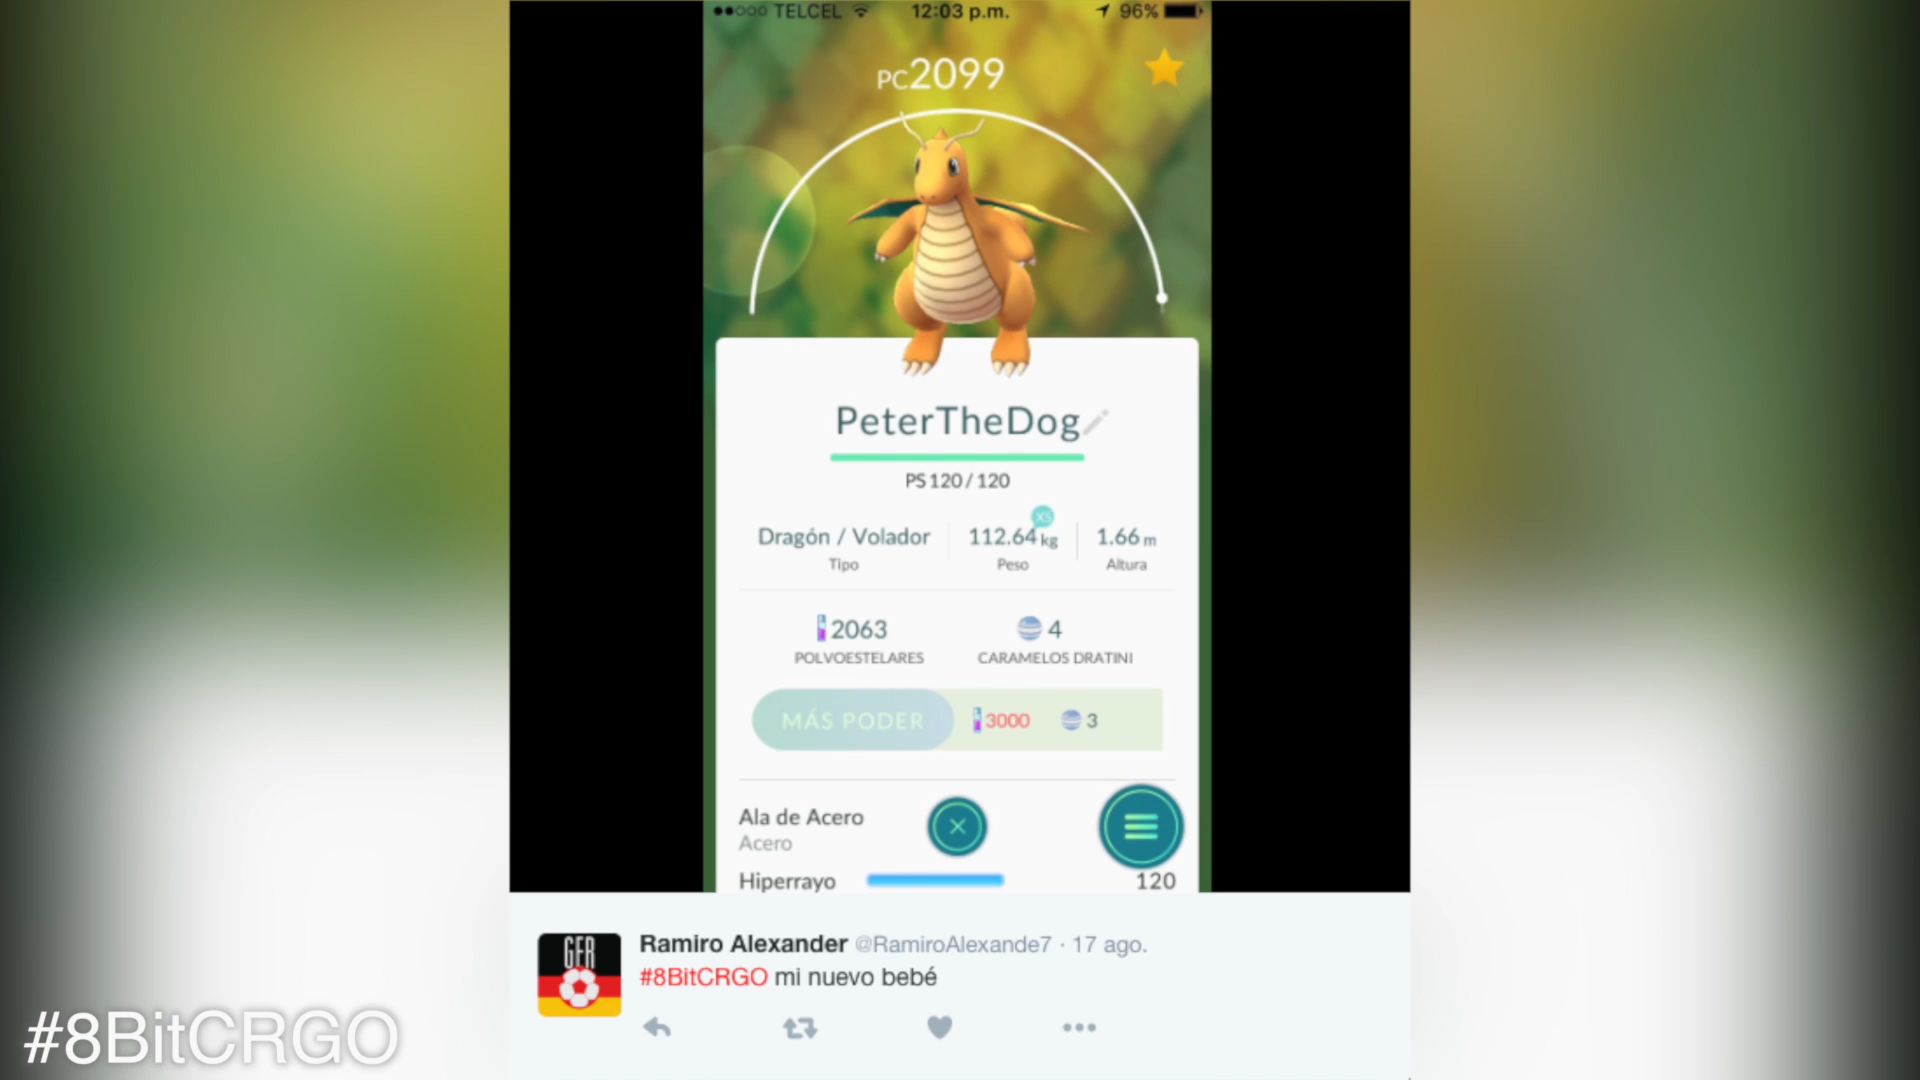 TELCEL 12:03 p.m. 96%
PC2099
PeterTheDog
PS 120 / 120
XS
Dragón / Volador 112.64 kg 1.66 m
Tipo Peso Altura
2063 4
POLVOESTELARES CARAMELOS DRATINI
MÁS PODER 3000 3
Ala de Acero
Acero
Hiperrayo 120
GER
Ramiro Alexander @RamiroAlexande7 · 17 ago.
#8BitCRGO mi nuevo bebé
#8BitCRGO